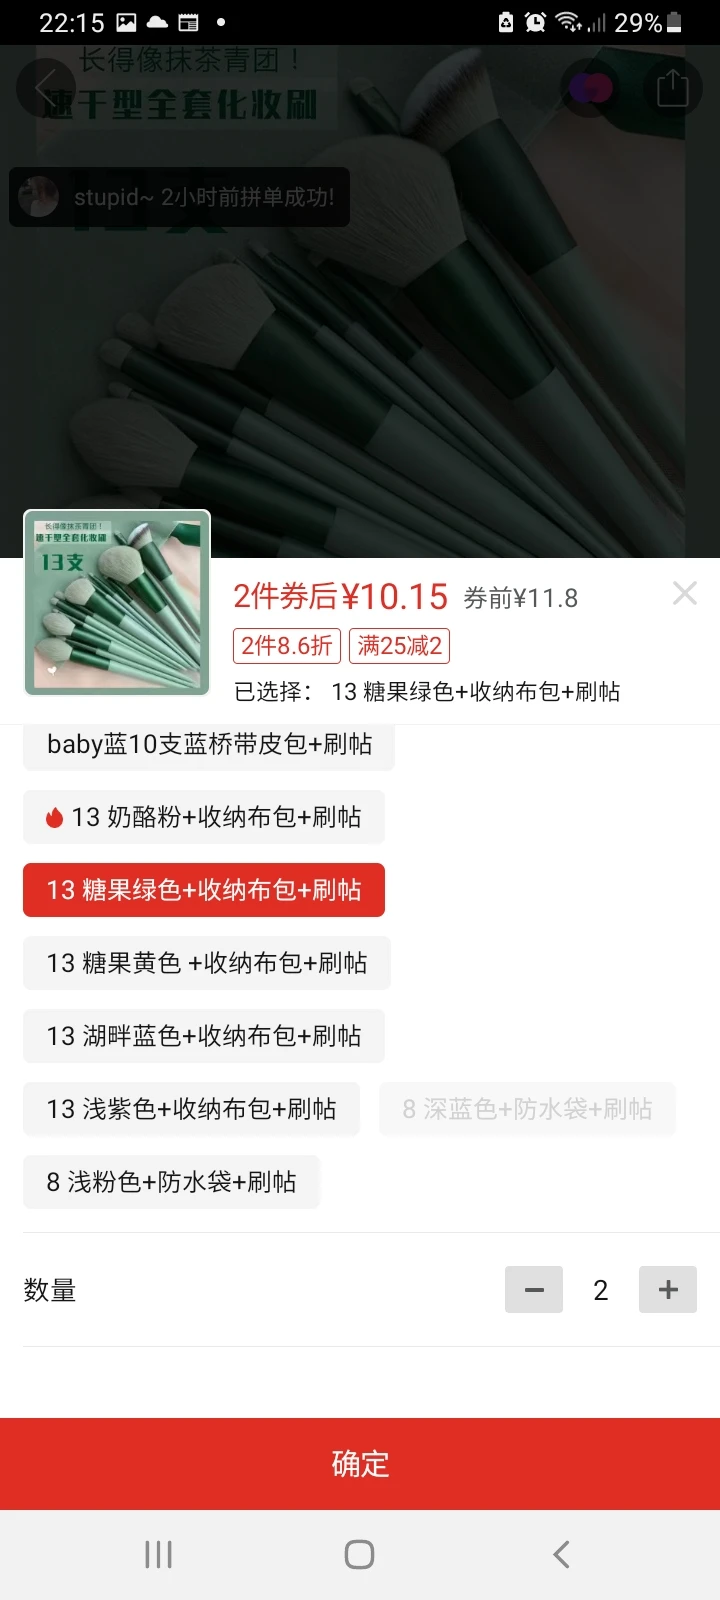 22:15
29%
长得像抹茶青团！
速干型全套化妆刷
stupid~ 2小时前拼单成功!
13支
长得像抹茶青团！
速干型全套化妆刷
13支
2件券后¥10.15 券前¥11.8
2件8.6折 满25减2
已选择： 13 糖果绿色+收纳布包+刷帖
baby蓝10支蓝桥带皮包+刷帖
13 奶酪粉+收纳布包+刷帖
13 糖果绿色+收纳布包+刷帖
13 糖果黄色 +收纳布包+刷帖
13 湖畔蓝色+收纳布包+刷帖
13 浅紫色+收纳布包+刷帖 8 深蓝色+防水袋+刷帖
8 浅粉色+防水袋+刷帖
数量 − 2 +
确定